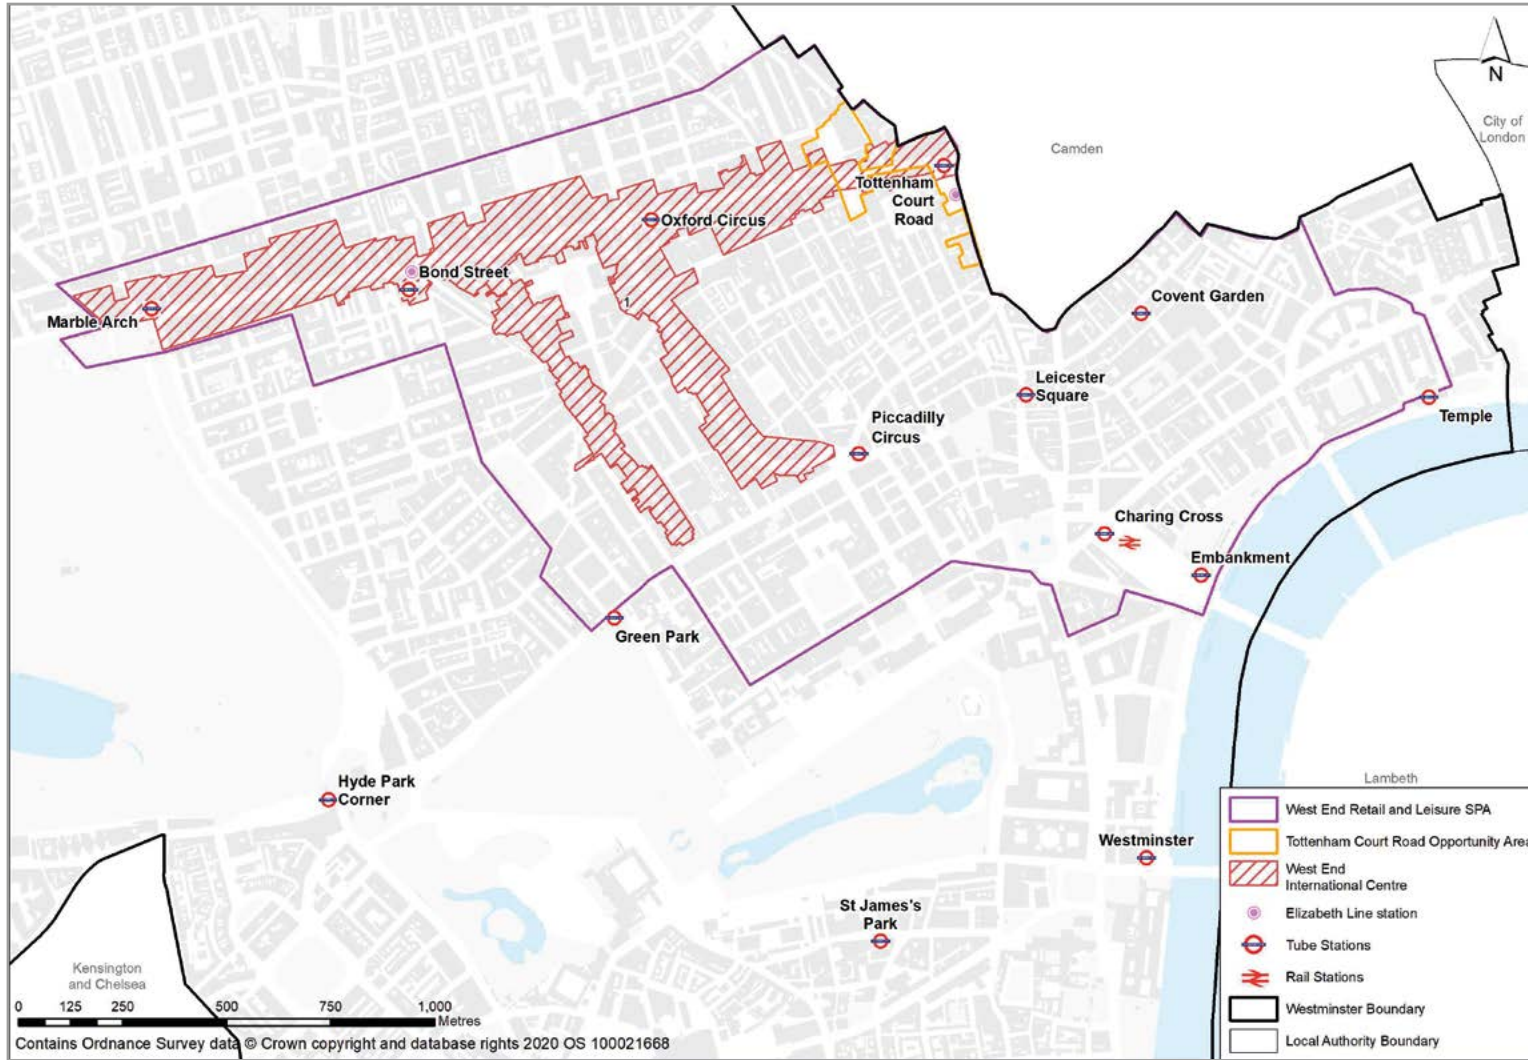 N
City of
London
Camden
Tottenham
Court
Road
Oxford Circus
Bond Street
1
Covent Garden
Marble Arch
Leicester
Square
Piccadilly
Circus
Temple
Charing Cross
Embankment
Green Park
Hyde Park
Corner
Lambeth
Westminster
St James's
Park
Kensington
and Chelsea
West End Retail and Leisure SPA
Tottenham Court Road Opportunity Area
West End
International Centre
Elizabeth Line station
Tube Stations
Rail Stations
Westminster Boundary
Local Authority Boundary
0 125 250 500 750 1,000
Metres
Contains Ordnance Survey data © Crown copyright and database rights 2020 OS 100021668